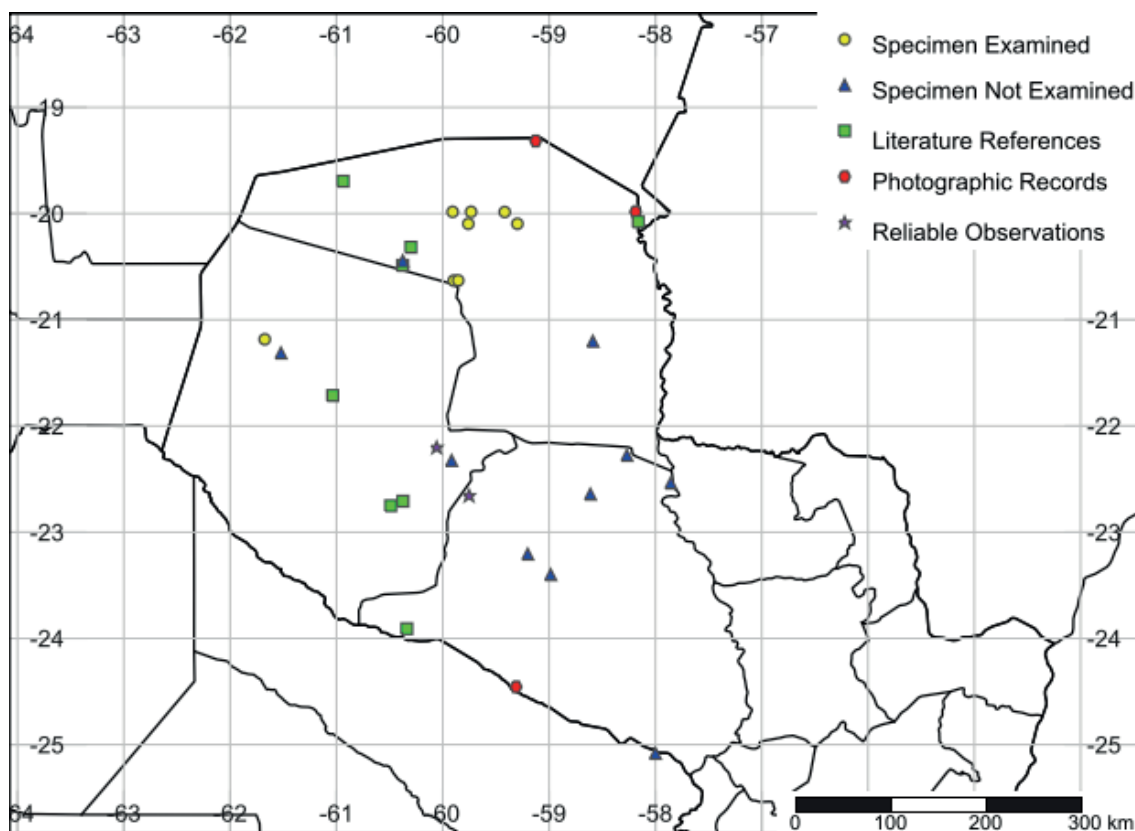 -64 -63 -62 -61 -60 -59 -58 -57
Specimen Examined
Specimen Not Examined
Literature References
Photographic Records
Reliable Observations
-19
-20
-21 -21
-22 -22
-23 -23
-24 -24
-25 -25
-64 -63 -62 -61 -60 -59 -58
0 100 200 300 km